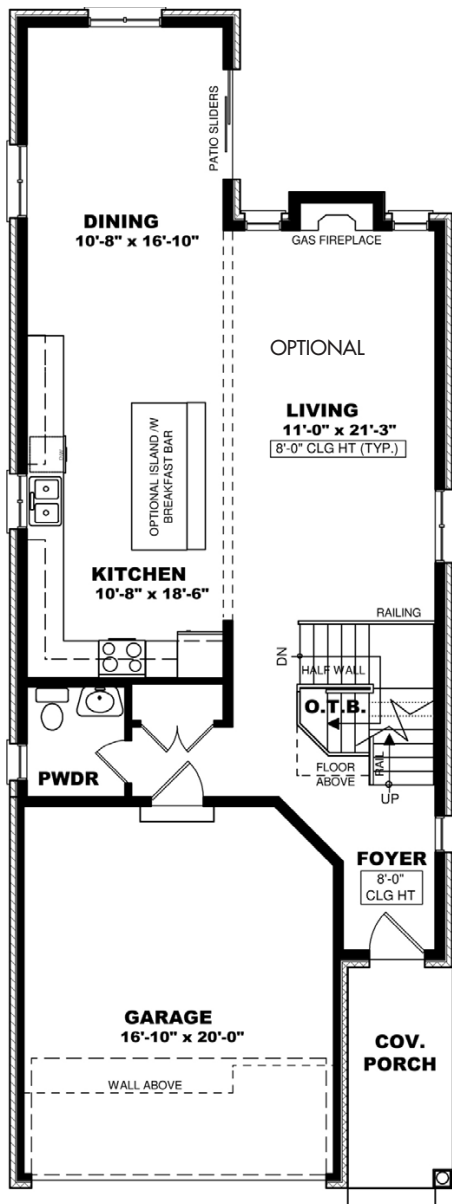 PATIO SLIDERS
DINING
10'-8" x 16'-10"
GAS FIREPLACE
OPTIONAL
LIVING
11'-0" x 21'-3"
8'-0" CLG HT (TYP.)
OPTIONAL ISLAND /W
BREAKFAST BAR
DW
KITCHEN
10'-8" x 18'-6"
RAILING
DN
HALF WALL
O.T.B.
RAIL
FLOOR
ABOVE
UP
PWDR
FOYER
8'-0"
CLG HT
GARAGE
16'-10" x 20'-0"
COV.
PORCH
WALL ABOVE